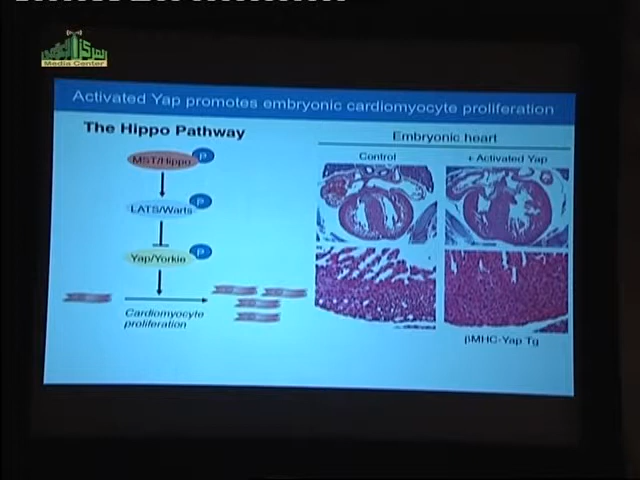 المركز
Media Center
Activated Yap promotes embryonic cardiomyocyte proliferation
The Hippo Pathway
MST/Hippo P
LATS/Warts P
Yap/Yorkie P
Cardiomyocyte
proliferation
Embryonic heart
Control
+ Activated Yap
βMHC-Yap Tg